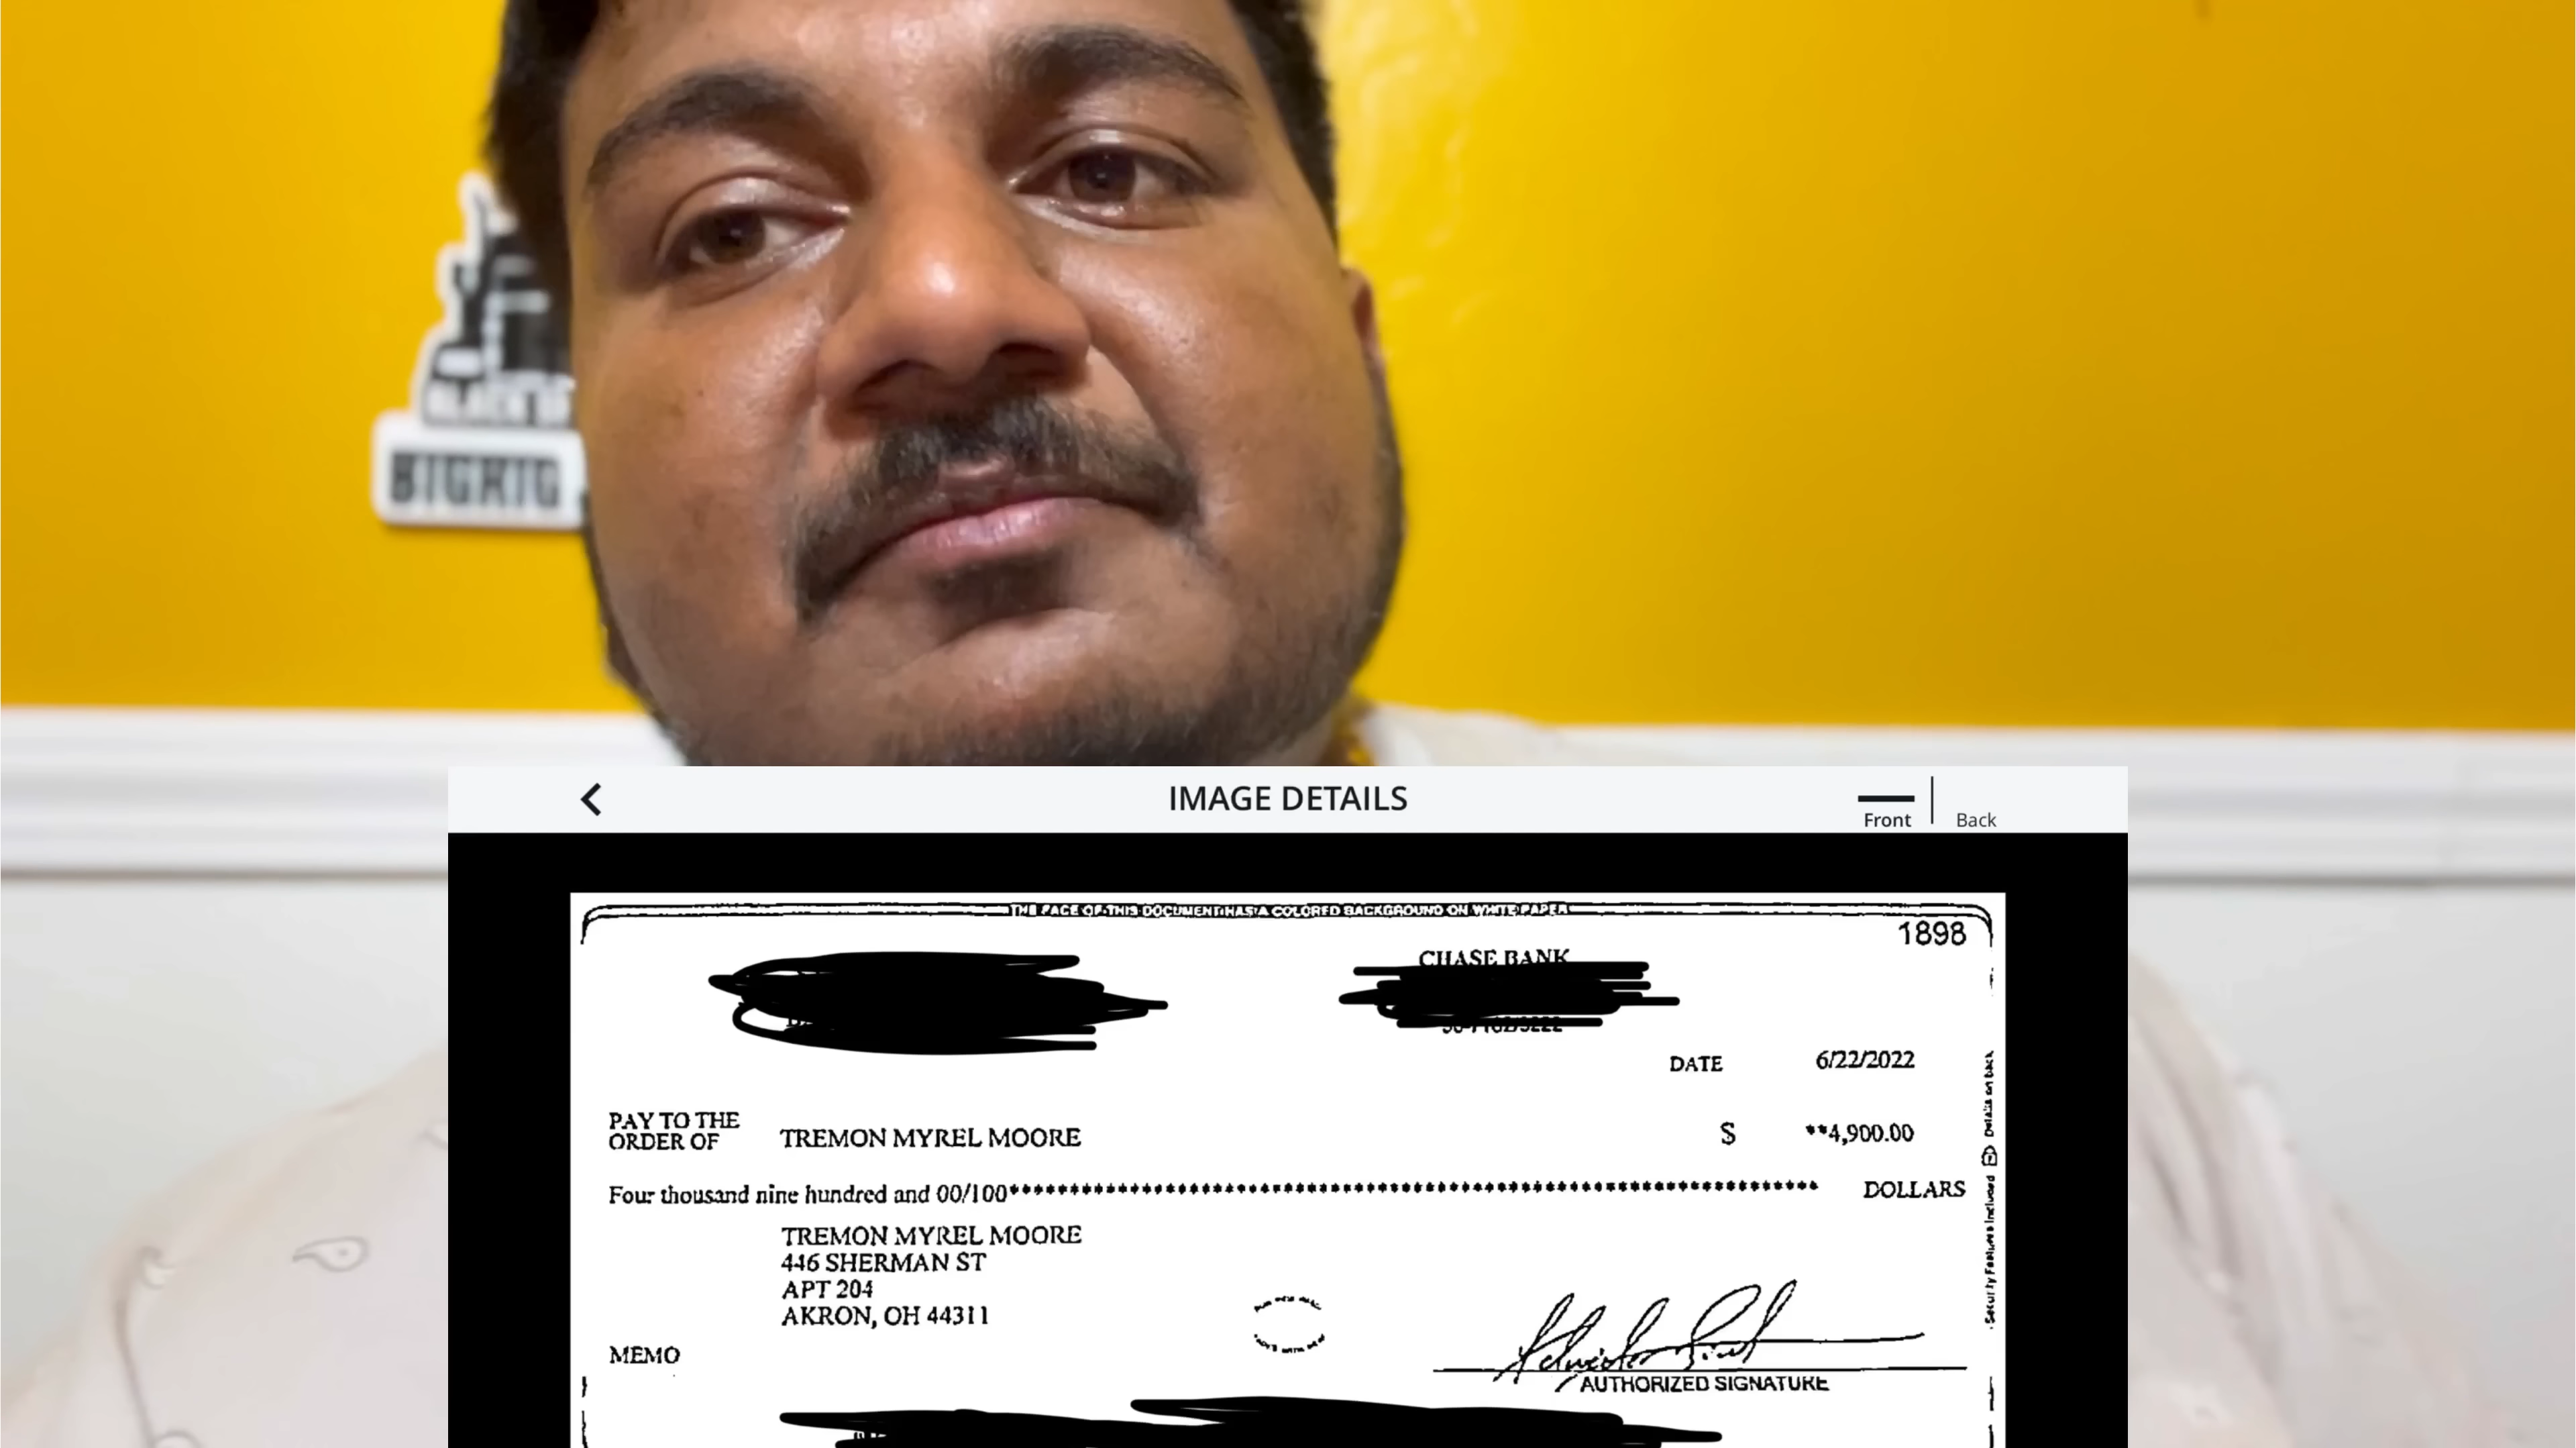 BIGRIG
IMAGE DETAILS
Front
Back
THE FACE OF THIS DOCUMENT HAS A COLORED BACKGROUND ON WHITE PAPER
1898
CHASE BANK
DATE 6/22/2022
PAY TO THE
ORDER OF TREMON MYREL MOORE $ **4,900.00
Four thousand nine hundred and 00/100****************************** DOLLARS
TREMON MYREL MOORE
446 SHERMAN ST
APT 204
AKRON, OH 44311
MEMO
AUTHORIZED SIGNATURE
Security Features Included Details on back